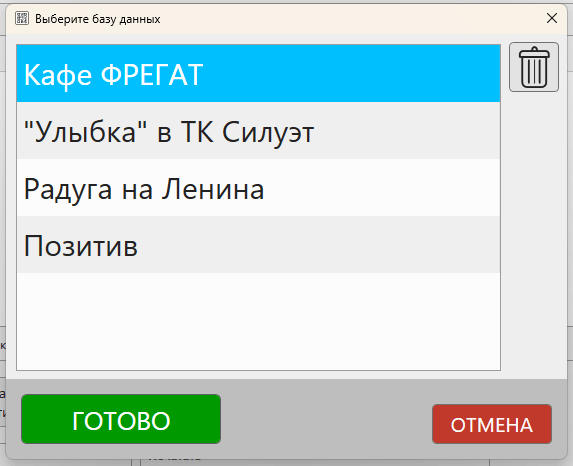 Выберите базу данных
Кафе ФРЕГАТ
"Улыбка" в ТК Силуэт
Радуга на Ленина
Позитив
ГОТОВО
ОТМЕНА